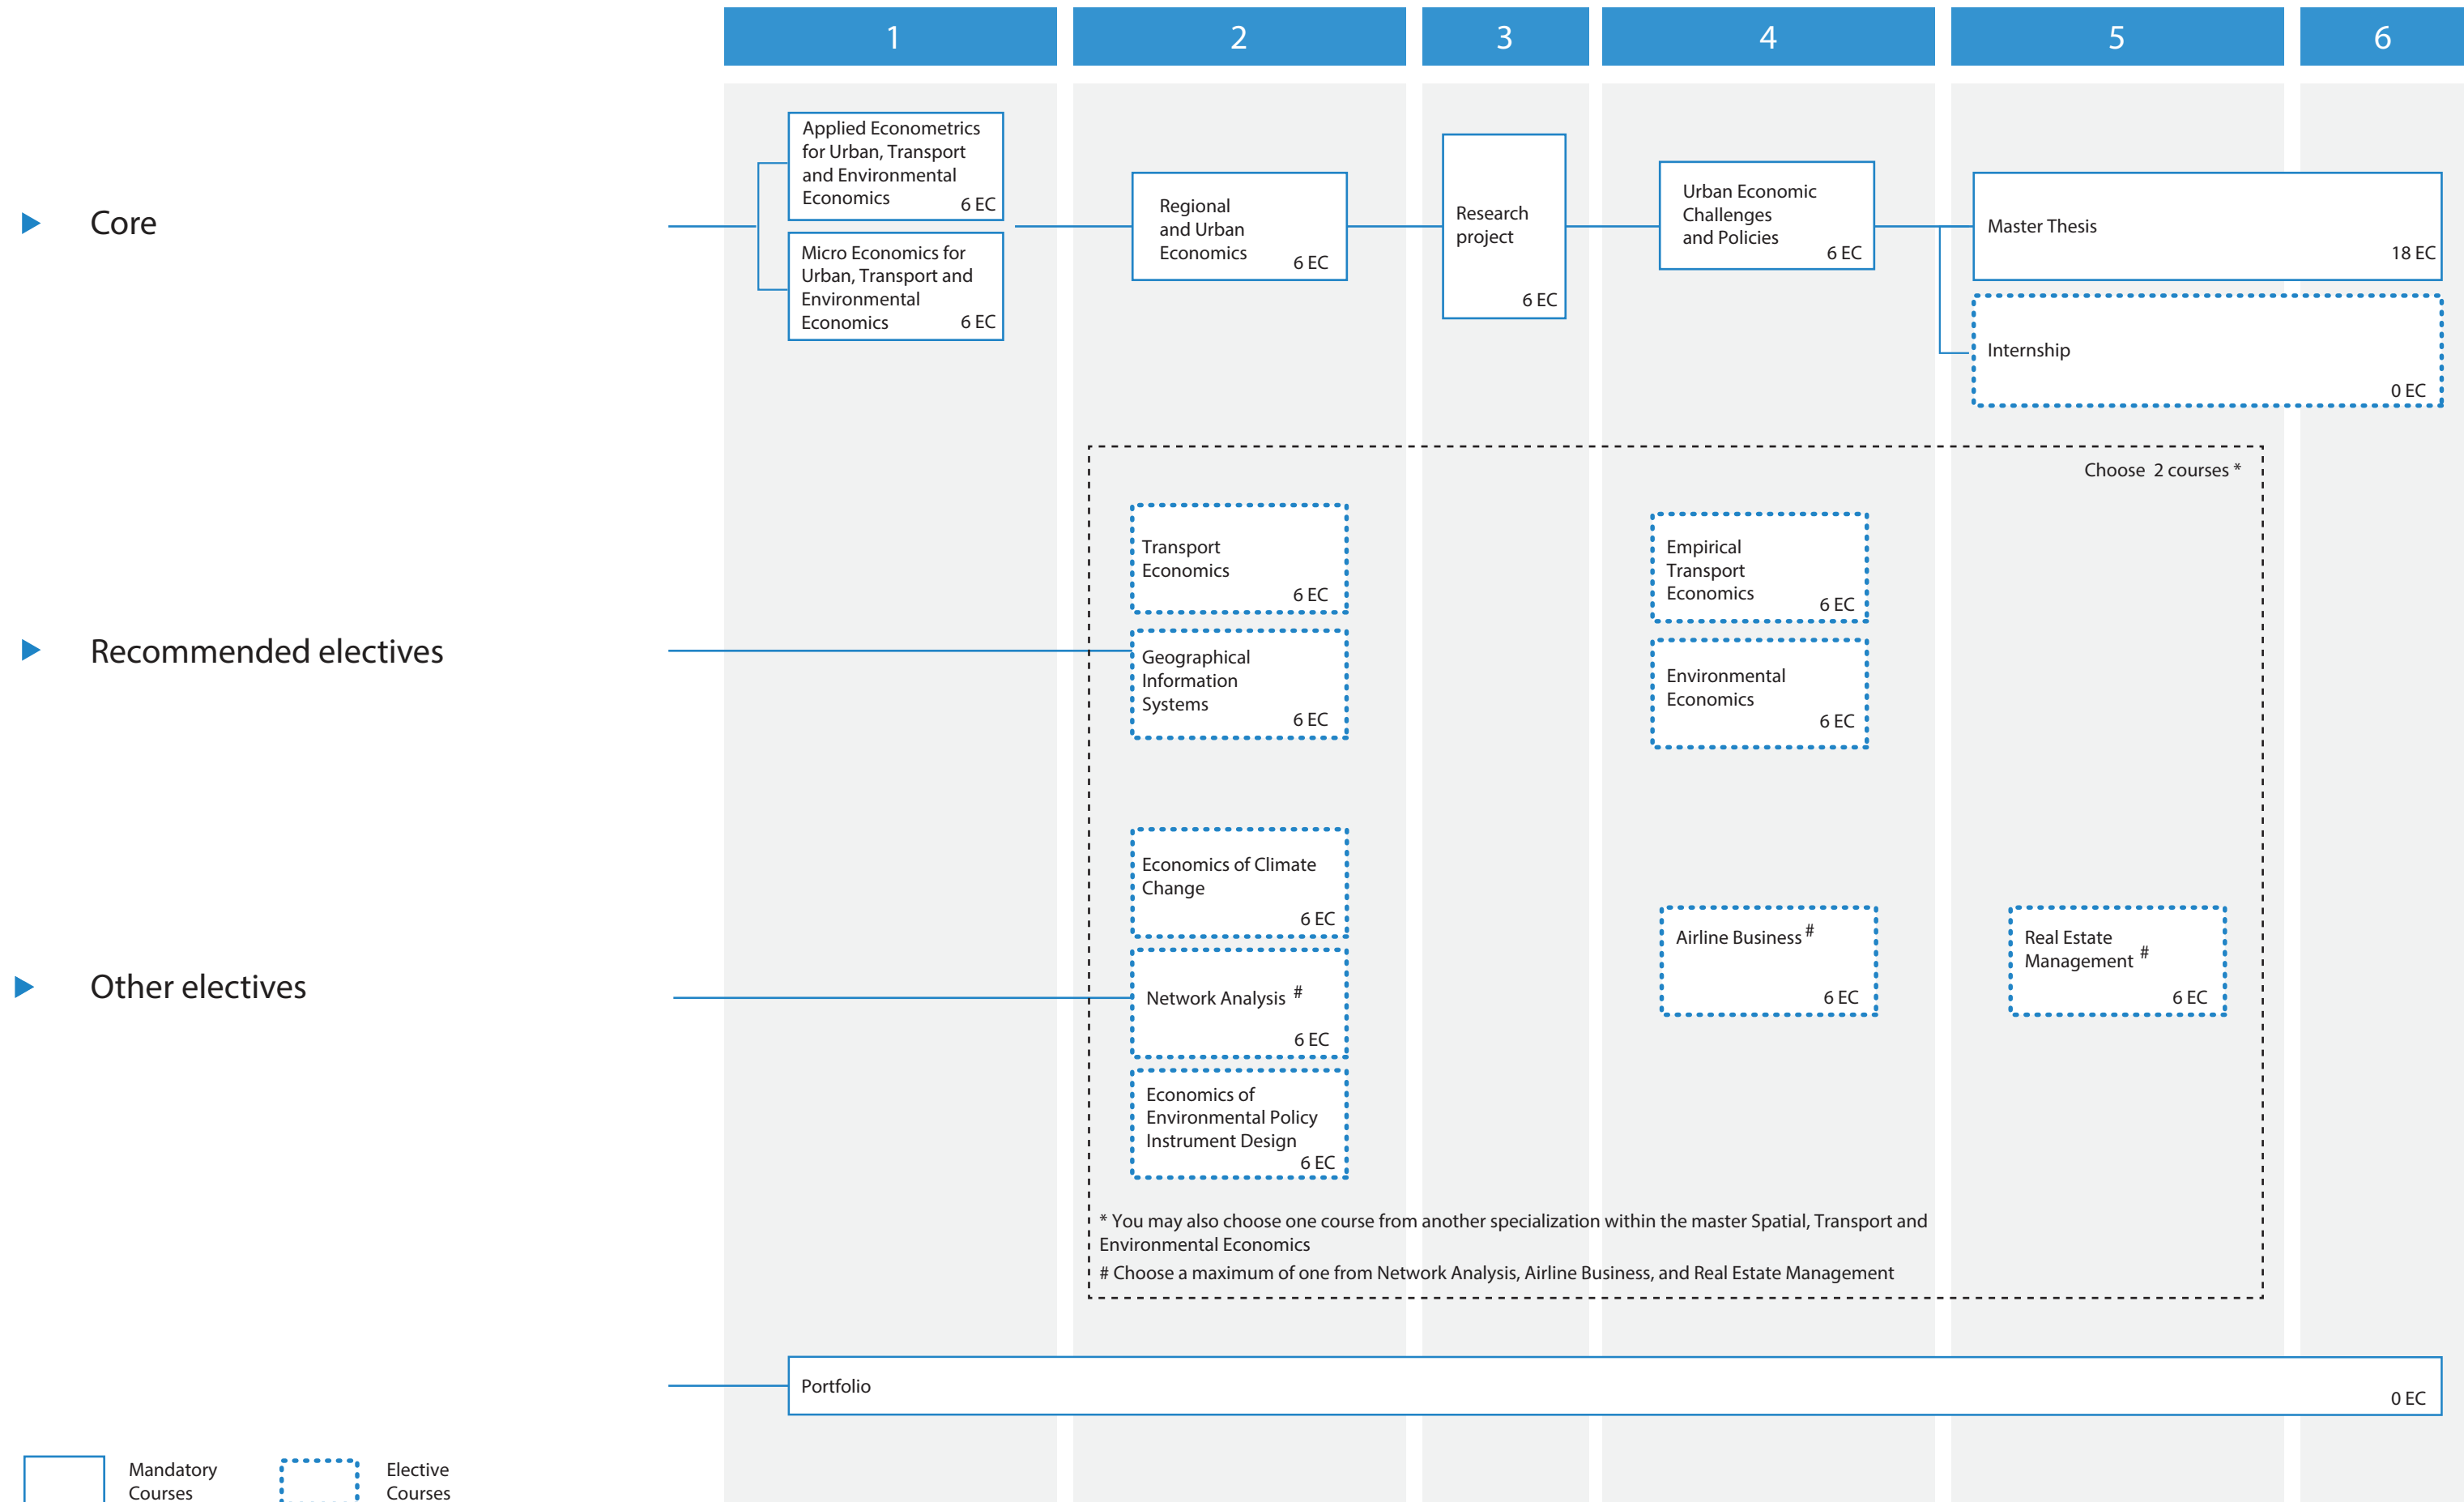 1
2
3
4
5
6
Core
Applied Econometrics
for Urban, Transport
and Environmental
Economics
6 EC
Micro Economics for
Urban, Transport and
Environmental
Economics
6 EC
Regional
and Urban
Economics
6 EC
Research
project
6 EC
Urban Economic
Challenges
and Policies
6 EC
Master Thesis
18 EC
Internship
0 EC
Choose 2 courses *
Recommended electives
Transport
Economics
6 EC
Geographical
Information
Systems
6 EC
Empirical
Transport
Economics
6 EC
Environmental
Economics
6 EC
Other electives
Economics of Climate
Change
6 EC
Network Analysis #
6 EC
Economics of
Environmental Policy
Instrument Design
6 EC
Airline Business #
6 EC
Real Estate
Management #
6 EC
* You may also choose one course from another specialization within the master Spatial, Transport and
Environmental Economics
# Choose a maximum of one from Network Analysis, Airline Business, and Real Estate Management
Portfolio
0 EC
Mandatory
Courses
Elective
Courses